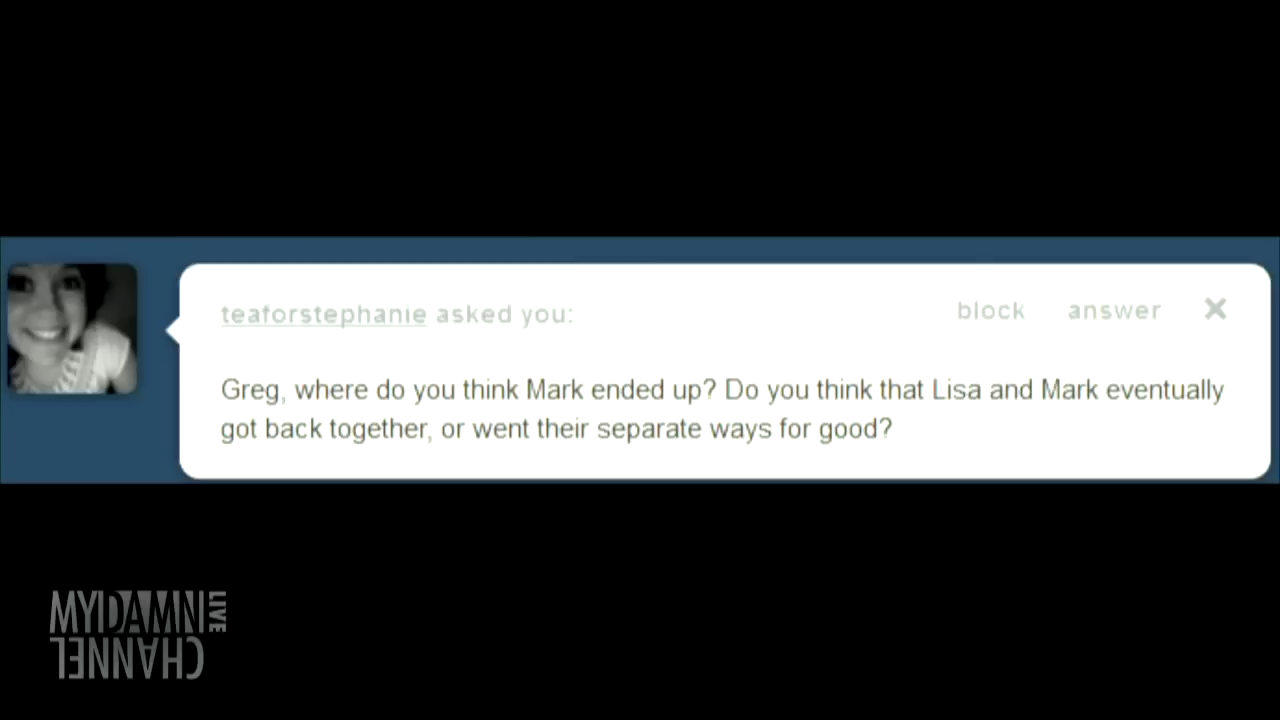 teaforstephanie asked you:
block answer ×
Greg, where do you think Mark ended up? Do you think that Lisa and Mark eventually
got back together, or went their separate ways for good?
MYDAMN LIVE
CHANNEL